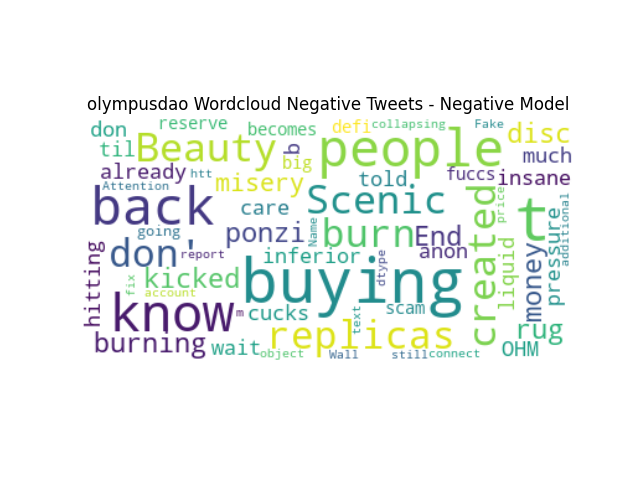 olympusdao Wordcloud Negative Tweets - Negative Model
don reserve becomes defi collapsing Fake disc
til Beauty b big people much
already htt misery told fuccs insane
Attention back care Scenic created price t
going don' ponzi Name burn End anon liquid money pressure additional
hitting report kicked inferior dtype
fix account know m buying
cucks text scam rug
burning wait replicas OHM
object Wall still connect